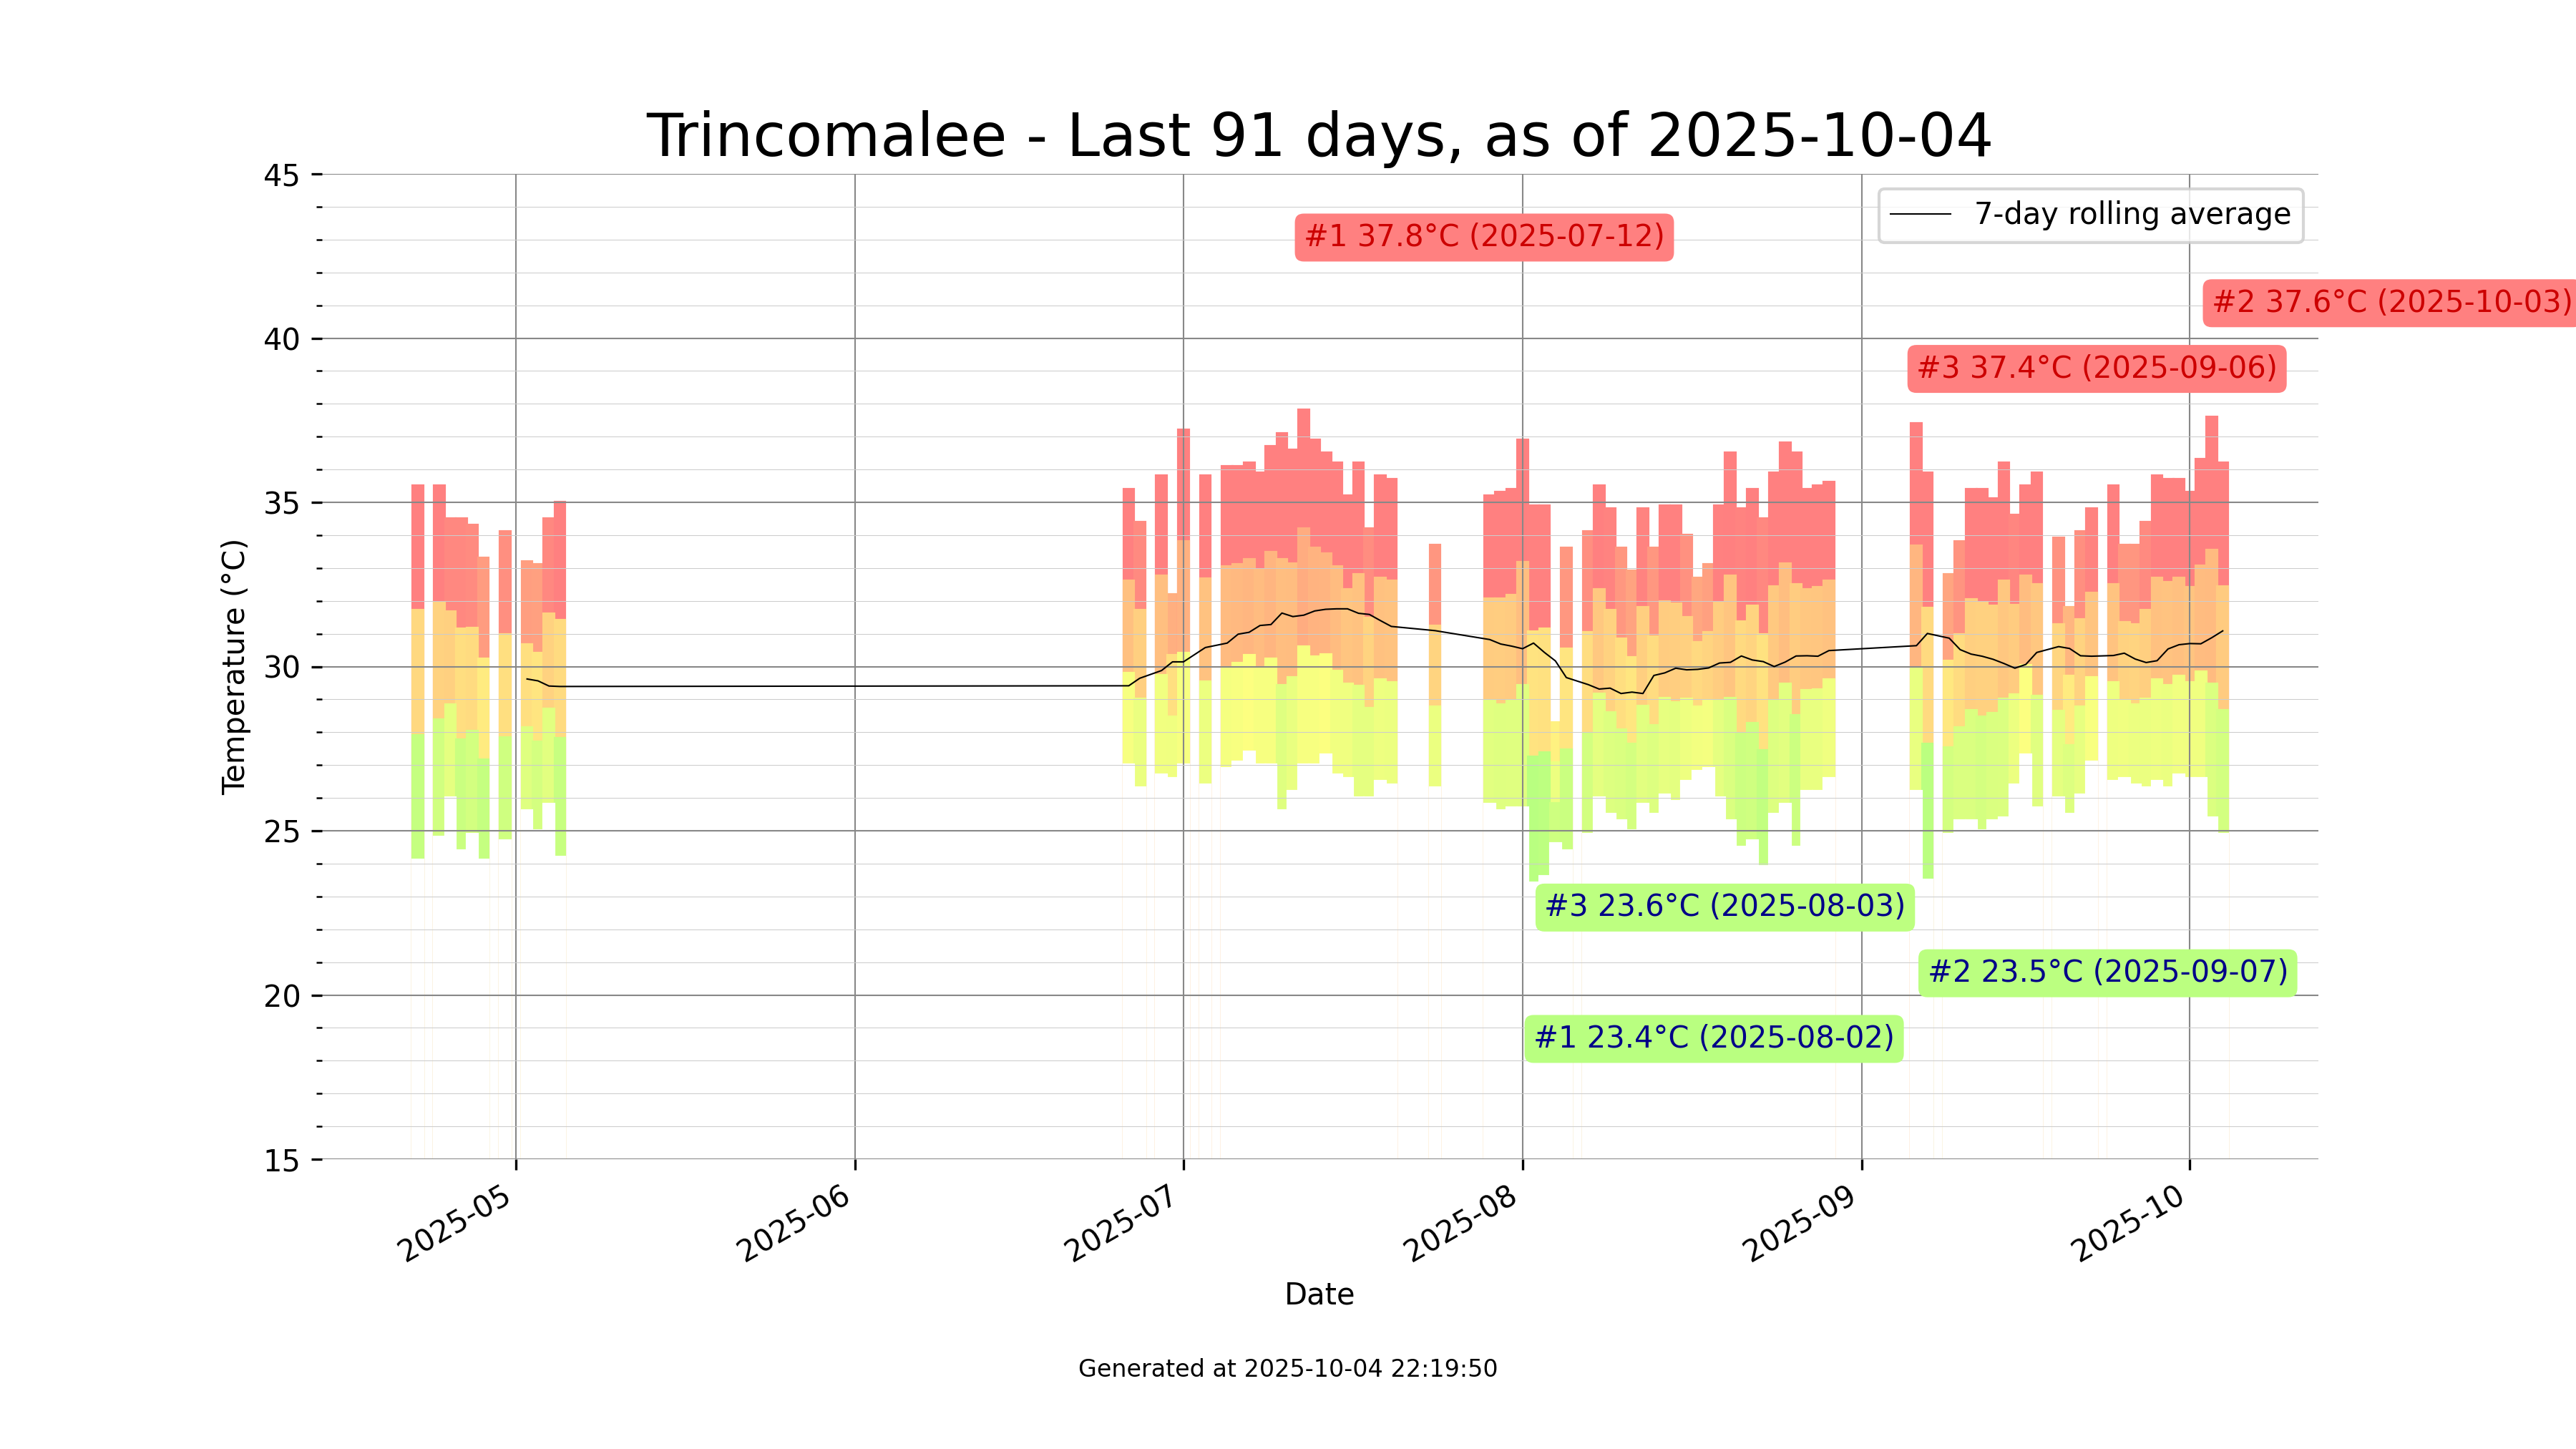 Trincomalee - Last 91 days, as of 2025-10-04
45
40
35
30
25
20
15
Temperature (°C)
7-day rolling average
#1 37.8°C (2025-07-12)
#2 37.6°C (2025-10-03)
#3 37.4°C (2025-09-06)
#3 23.6°C (2025-08-03)
#2 23.5°C (2025-09-07)
#1 23.4°C (2025-08-02)
2025-05
2025-06
2025-07
2025-08
2025-09
2025-10
Date
Generated at 2025-10-04 22:19:50